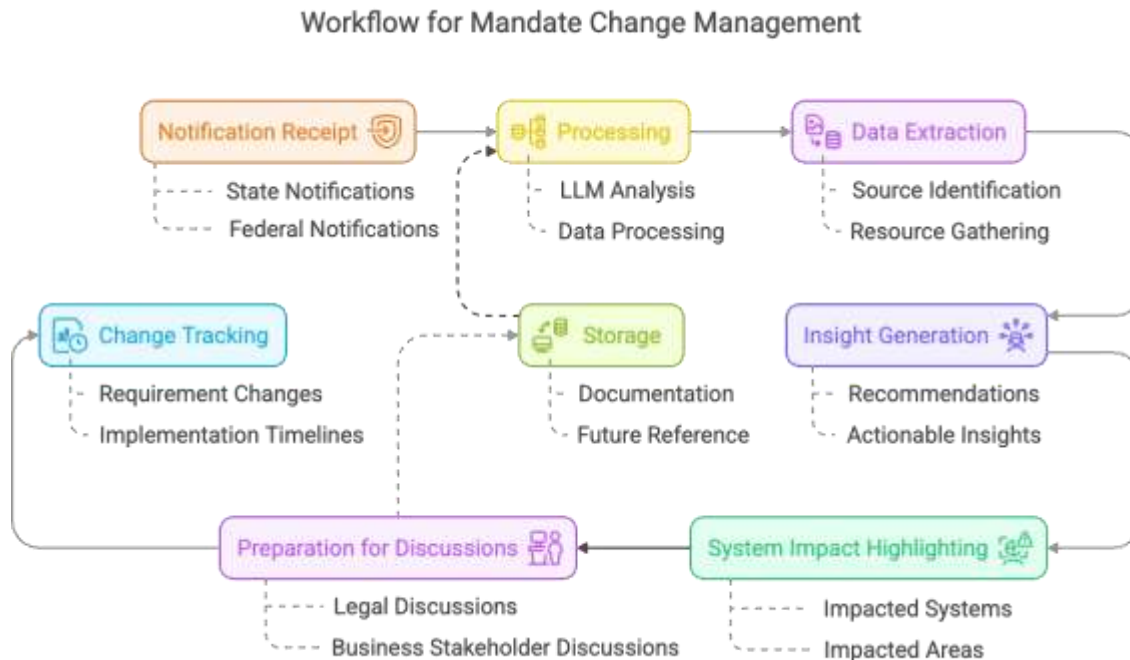 Workflow for Mandate Change Management
Notification Receipt
State Notifications
Federal Notifications
Processing
LLM Analysis
Data Processing
Data Extraction
Source Identification
Resource Gathering
Change Tracking
Requirement Changes
Implementation Timelines
Storage
Documentation
Future Reference
Insight Generation
Recommendations
Actionable Insights
Preparation for Discussions
Legal Discussions
Business Stakeholder Discussions
System Impact Highlighting
Impacted Systems
Impacted Areas